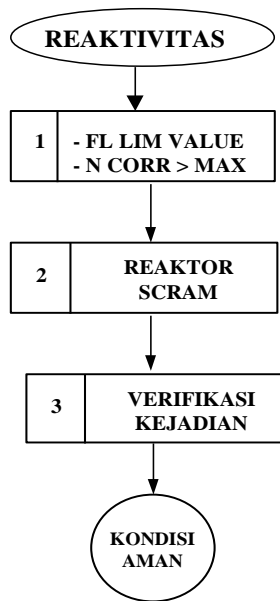 REAKTIVITAS
1
- FL LIM VALUE
- N CORR > MAX
2
REAKTOR
SCRAM
3
VERIFIKASI
KEJADIAN
KONDISI
AMAN